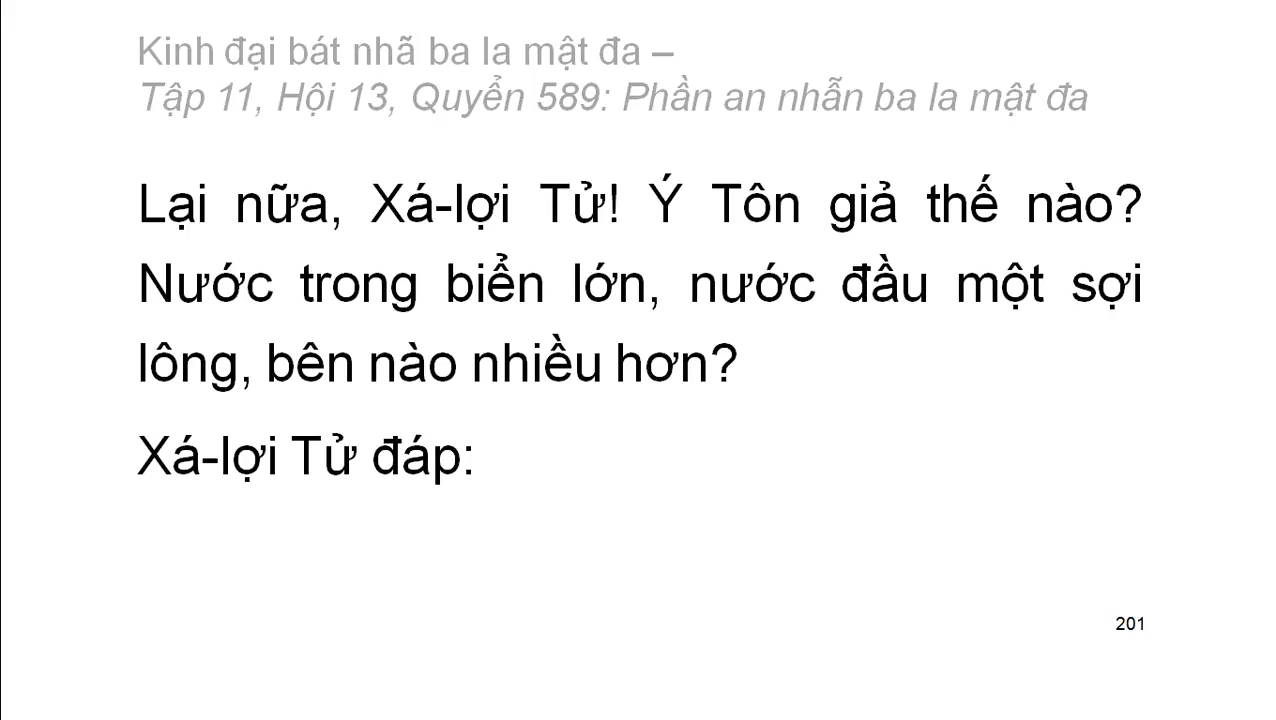 Kinh đại bát nhã ba la mật đa –
Tập 11, Hội 13, Quyển 589: Phần an nhẫn ba la mật đa
Lại nữa, Xá-lợi Tử! Ý Tôn giả thế nào?
Nước trong biển lớn, nước đầu một sợi
lông, bên nào nhiều hơn?
Xá-lợi Tử đáp:
201